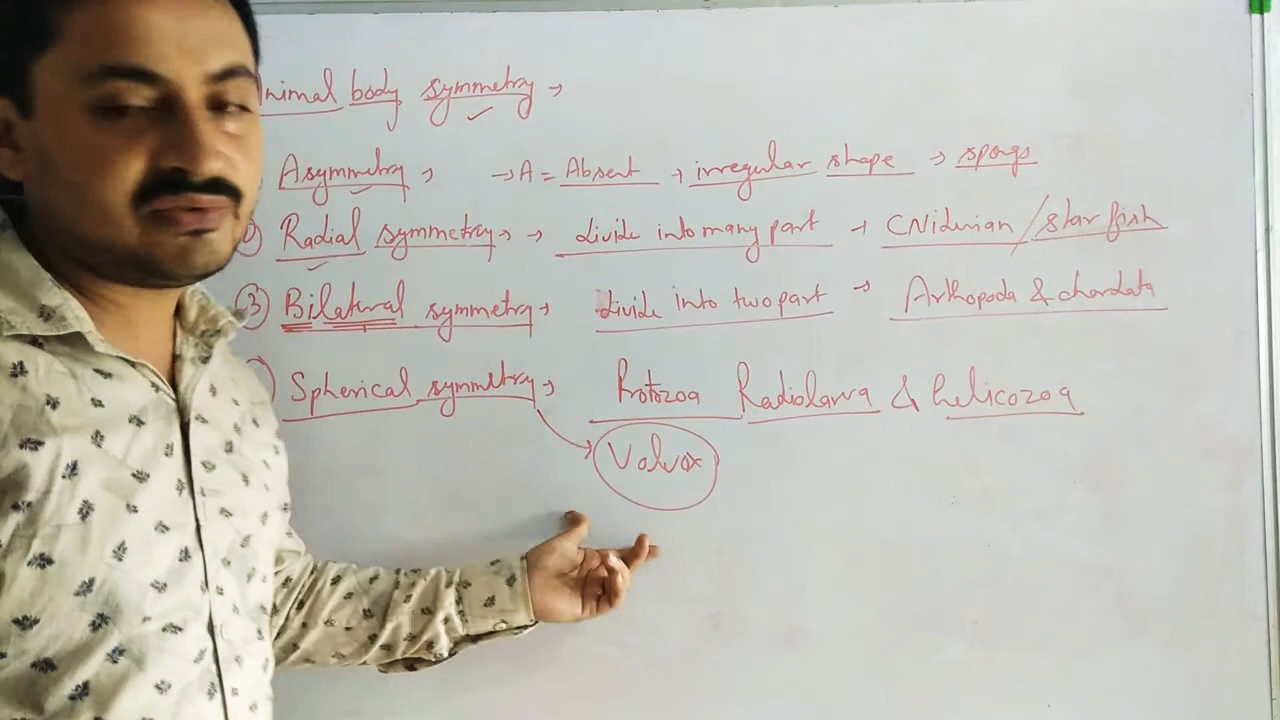 nimal body symmetry →
Asymmetry → → A = Absent , irregular shape → sponge
Radial symmetry → → divide into many part → CNidarian / star fish
③ Bilateral symmetry → divide into two part → Arthopoda & chordata
Spherical symmetry → Protozoa Radiolarva & helicozoa
Volvox